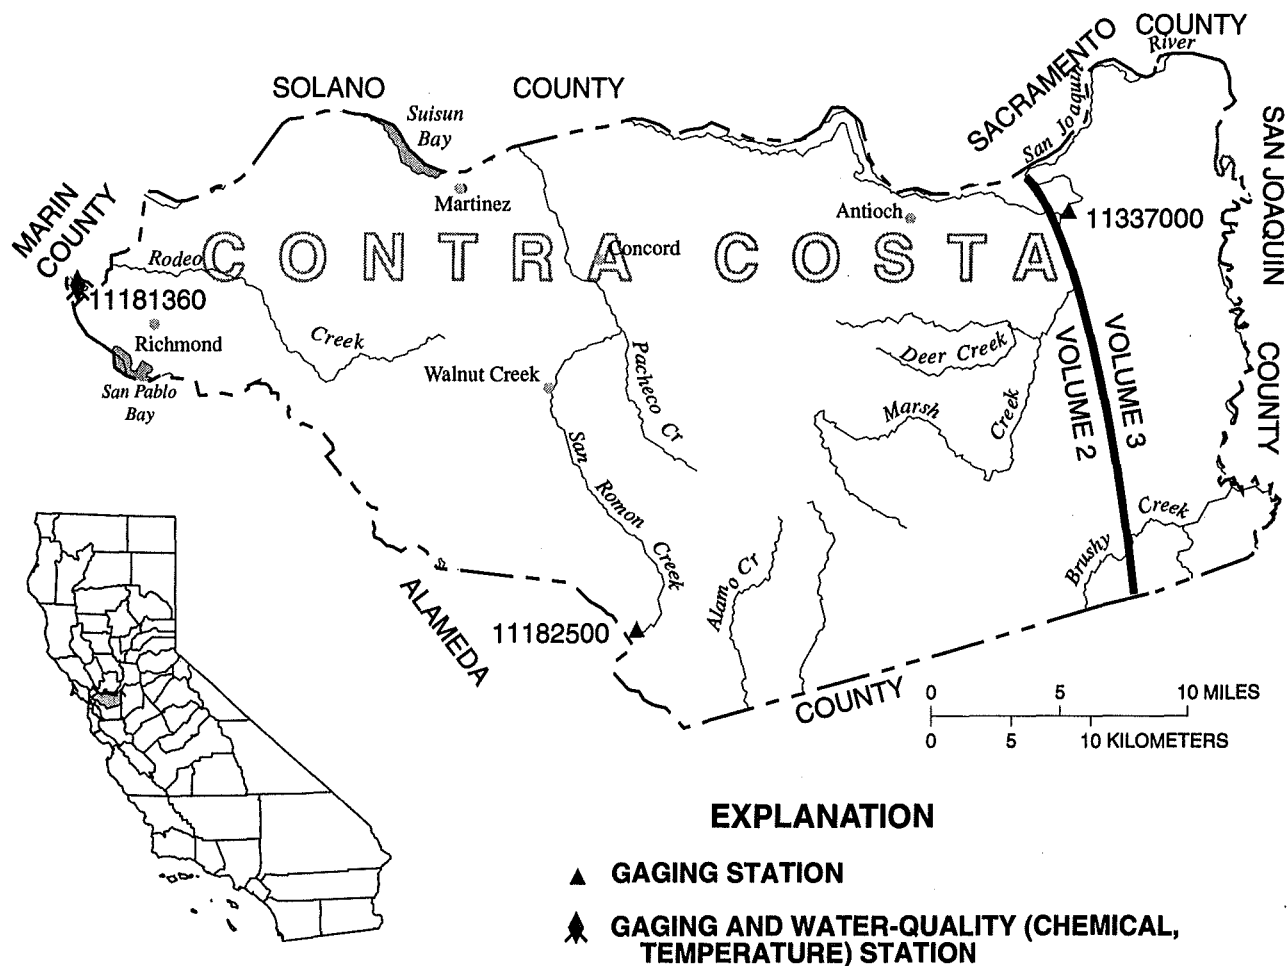 SOLANO COUNTY
SACRAMENTO COUNTY
San Joaquin River
SAN JOAQUIN COUNTY
MARIN COUNTY
Suisun
Bay
Martinez
Antioch
11337000
CONTRA COSTA
Concord
Rodeo Creek
11181360
Richmond
San Pablo
Bay
Walnut Creek
Pacheco Cr
Deer Creek
Marsh Creek
VOLUME 2
VOLUME 3
San Romon Creek
Alamo Cr
Brushy Creek
11182500
ALAMEDA COUNTY
0 5 10 MILES
0 5 10 KILOMETERS
EXPLANATION
GAGING STATION
GAGING AND WATER-QUALITY (CHEMICAL,
TEMPERATURE) STATION